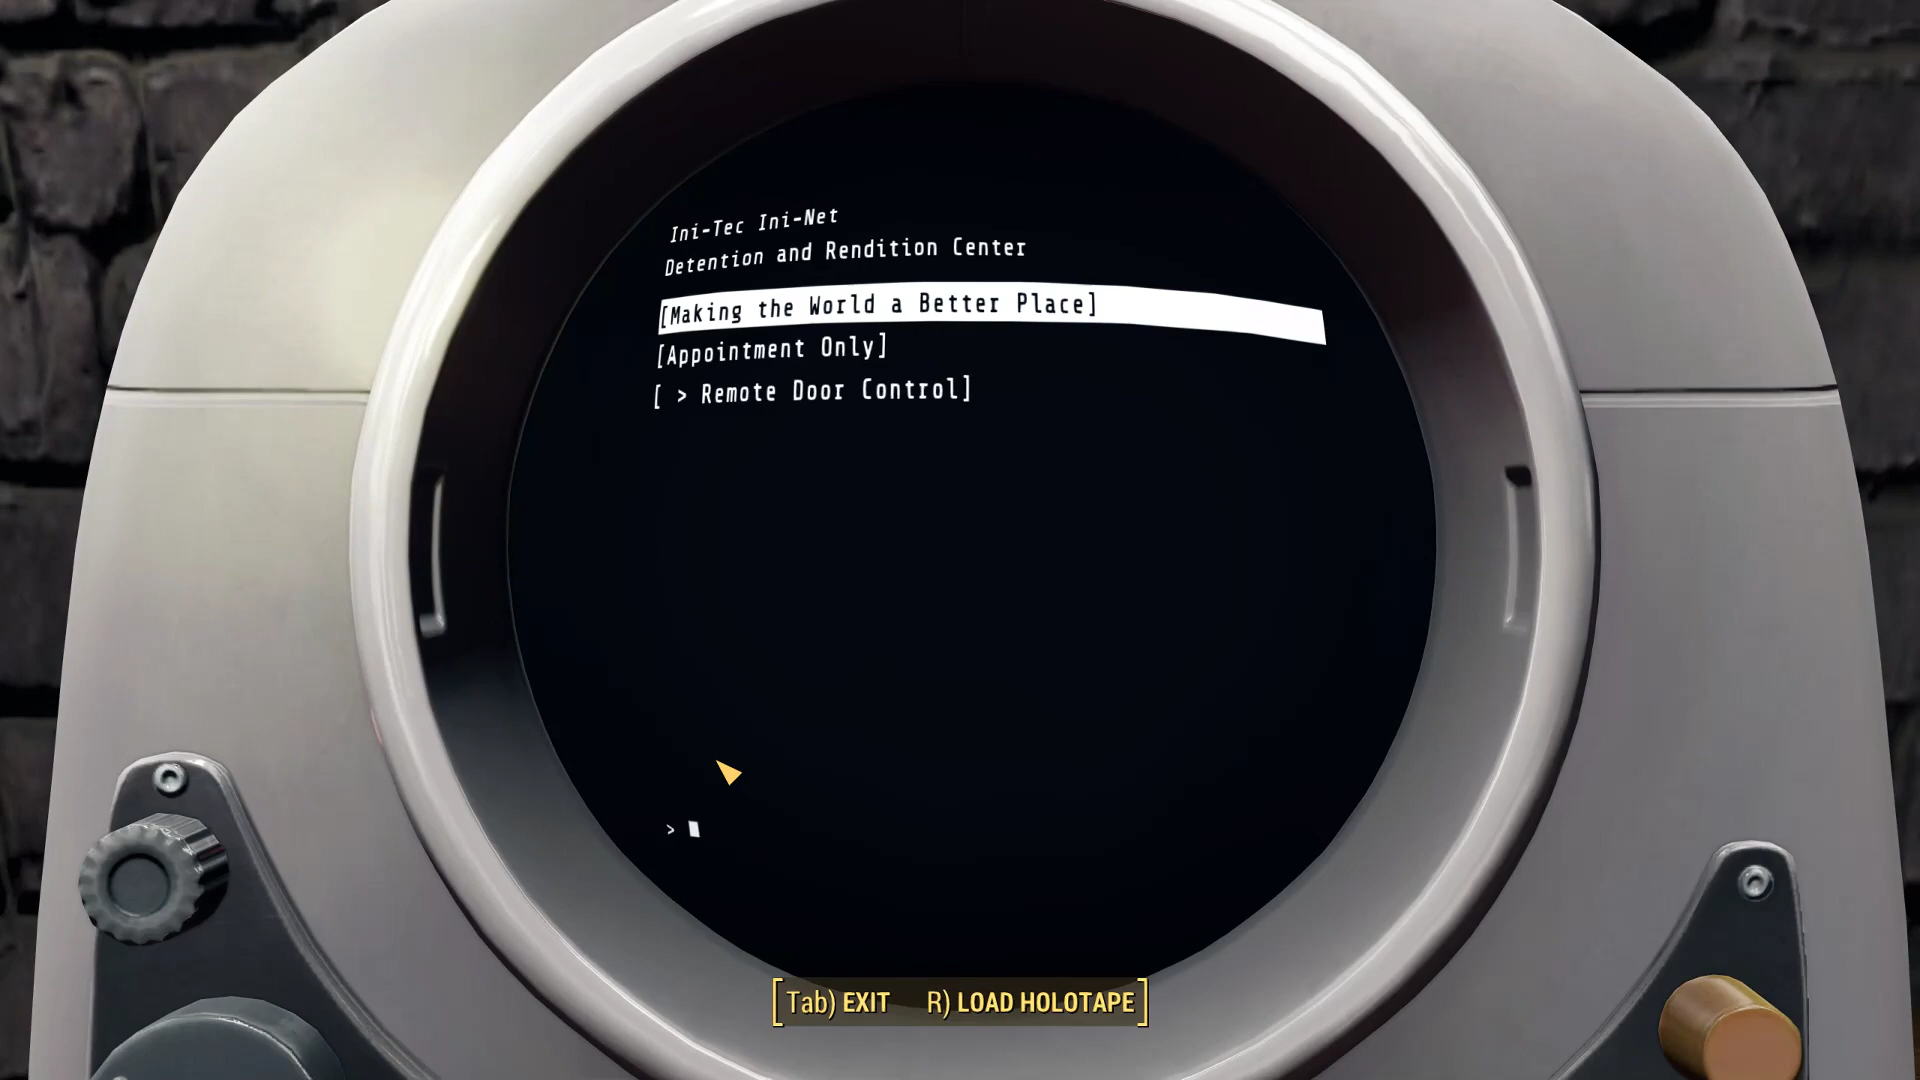 Ini-Tec Ini-Net
Detention and Rendition Center
[Making the World a Better Place]
[Appointment Only]
[ > Remote Door Control]
>
[Tab) EXIT R) LOAD HOLOTAPE]